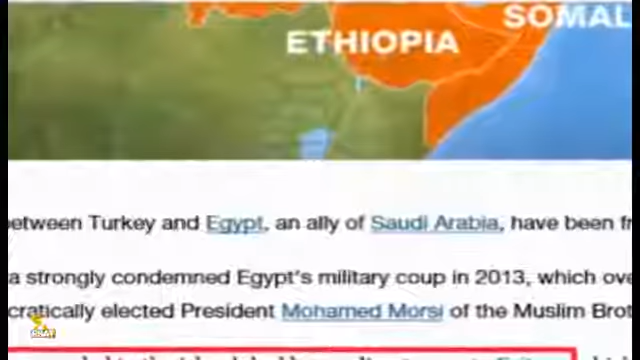 SOMAL
ETHIOPIA
between Turkey and Egypt, an ally of Saudi Arabia, have been fr
a strongly condemned Egypt's military coup in 2013, which ove
cratically elected President Mohamed Morsi of the Muslim Brot